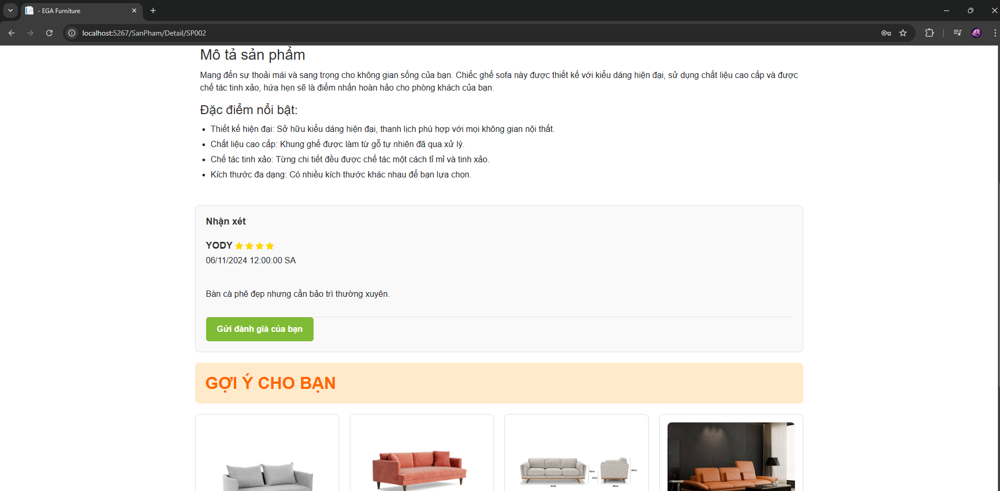 - EGA Furniture
localhost:5267/SanPham/Detail/SP002
Mô tả sản phẩm
Mang đến sự thoải mái và sang trọng cho không gian sống của bạn. Chiếc ghế sofa này được thiết kế với kiểu dáng hiện đại, sử dụng chất liệu cao cấp và được
chế tác tinh xảo, hứa hẹn sẽ là điểm nhấn hoàn hảo cho phòng khách của bạn.
Đặc điểm nổi bật:
Thiết kế hiện đại: Sở hữu kiểu dáng hiện đại, thanh lịch phù hợp với mọi không gian nội thất.
Chất liệu cao cấp: Khung ghế được làm từ gỗ tự nhiên đã qua xử lý.
Chế tác tinh xảo: Từng chi tiết đều được chế tác một cách tỉ mỉ và tinh xảo.
Kích thước đa dạng: Có nhiều kích thước khác nhau để bạn lựa chọn.
Nhận xét
YODY
06/11/2024 12:00:00 SA
Bàn cà phê đẹp nhưng cần bảo trì thường xuyên.
Gửi đánh giá của bạn
GỢI Ý CHO BẠN